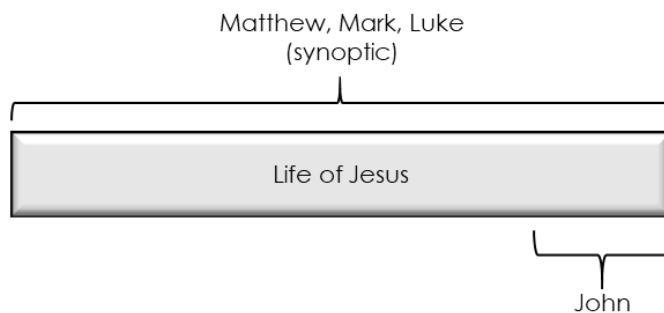 Matthew, Mark, Luke
(synoptic)
Life of Jesus
John